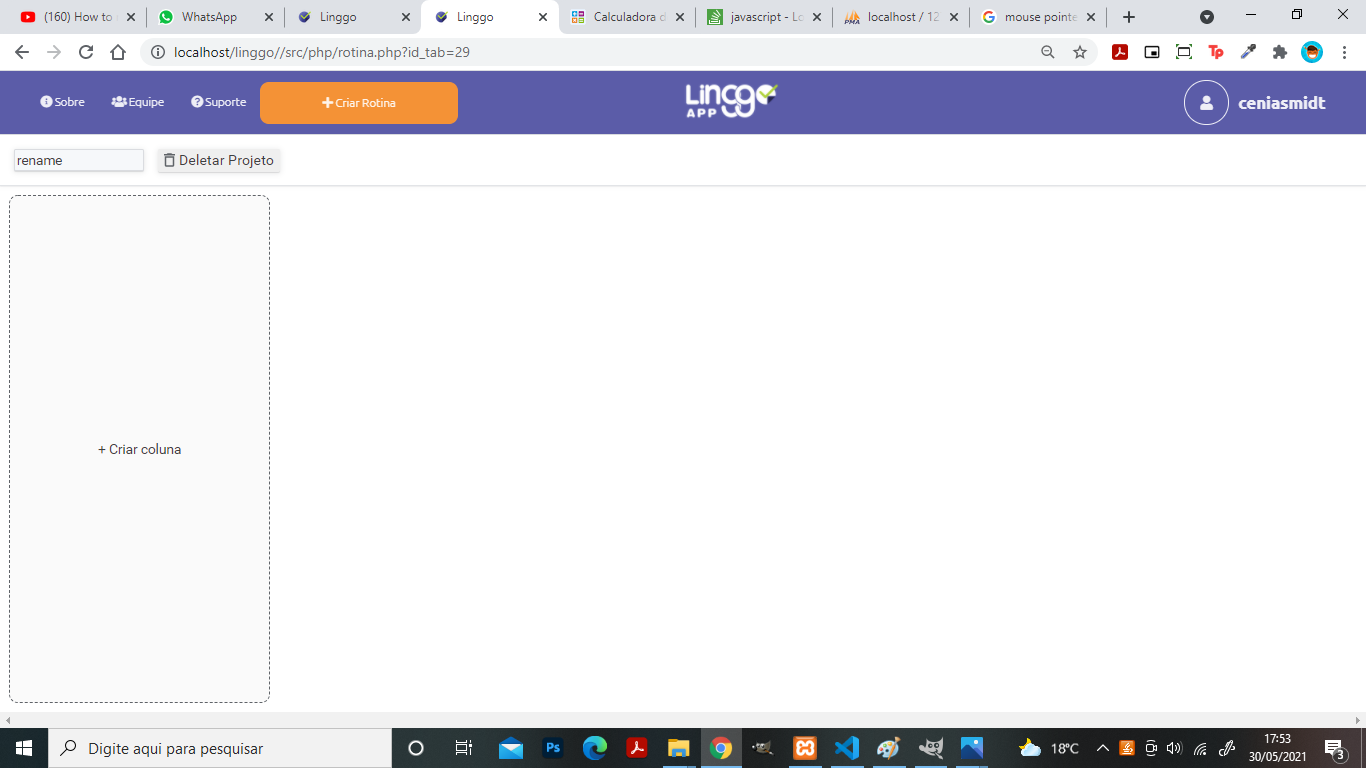 (160) How to
WhatsApp
Linggo
Linggo
Calculadora d
javascript - Lo
localhost / 12
mouse pointe
localhost/linggo//src/php/rotina.php?id_tab=29
Sobre
Equipe
Suporte
Criar Rotina
Lincgo
APP
ceniasmidt
rename
Deletar Projeto
+ Criar coluna
Digite aqui para pesquisar
Ps
18°C
17:53
30/05/2021
3